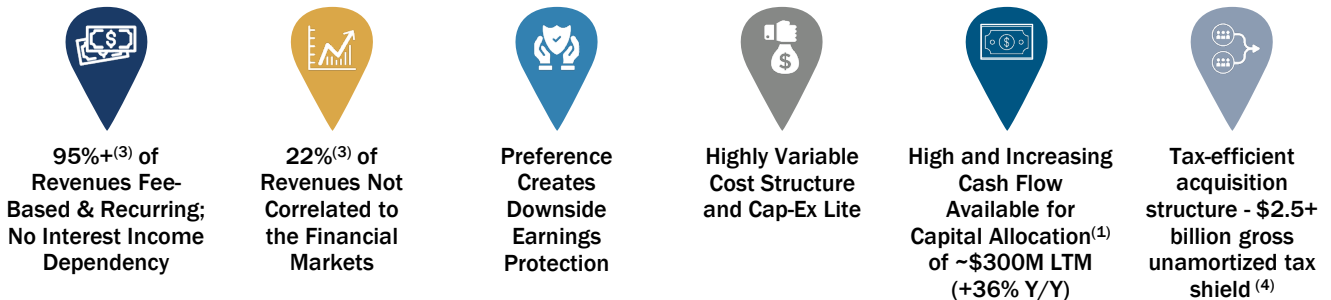 95%+(3) of
Revenues Fee-
Based & Recurring;
No Interest Income
Dependency
22%(3) of
Revenues Not
Correlated to
the Financial
Markets
Preference
Creates
Downside
Earnings
Protection
Highly Variable
Cost Structure
and Cap-Ex Lite
High and Increasing
Cash Flow
Available for
Capital Allocation(1)
of ~$300M LTM
(+36% Y/Y)
Tax-efficient
acquisition
structure - $2.5+
billion gross
unamortized tax
shield (4)